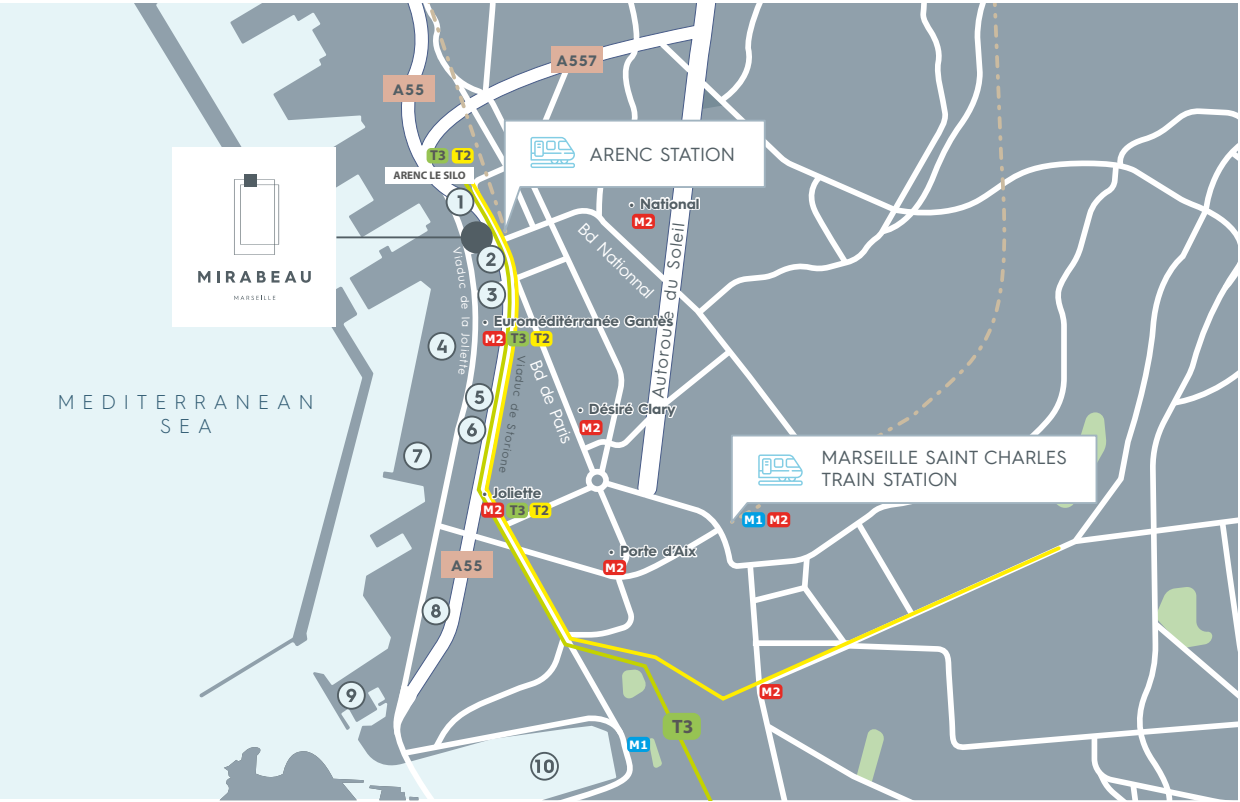 A557
A55
T3 T2
ARENC LE SILO
ARENC STATION
1
National
M2
MIRABEAU
MARSEILLE
Bd Nationnal
2
3
Viaduc de la Joliette
Autoroute du Soleil
Euroméditérranée Gantès
M2 T3 T2
4
MEDITERRANEAN
SEA
Viaduc de Storione
Bd de Paris
5
Désiré Clary
M2
6
7
MARSEILLE SAINT CHARLES
TRAIN STATION
Joliette
M2 T3 T2
M1 M2
Porte d'Aix
M2
A55
8
9
M2
T3
M1
10